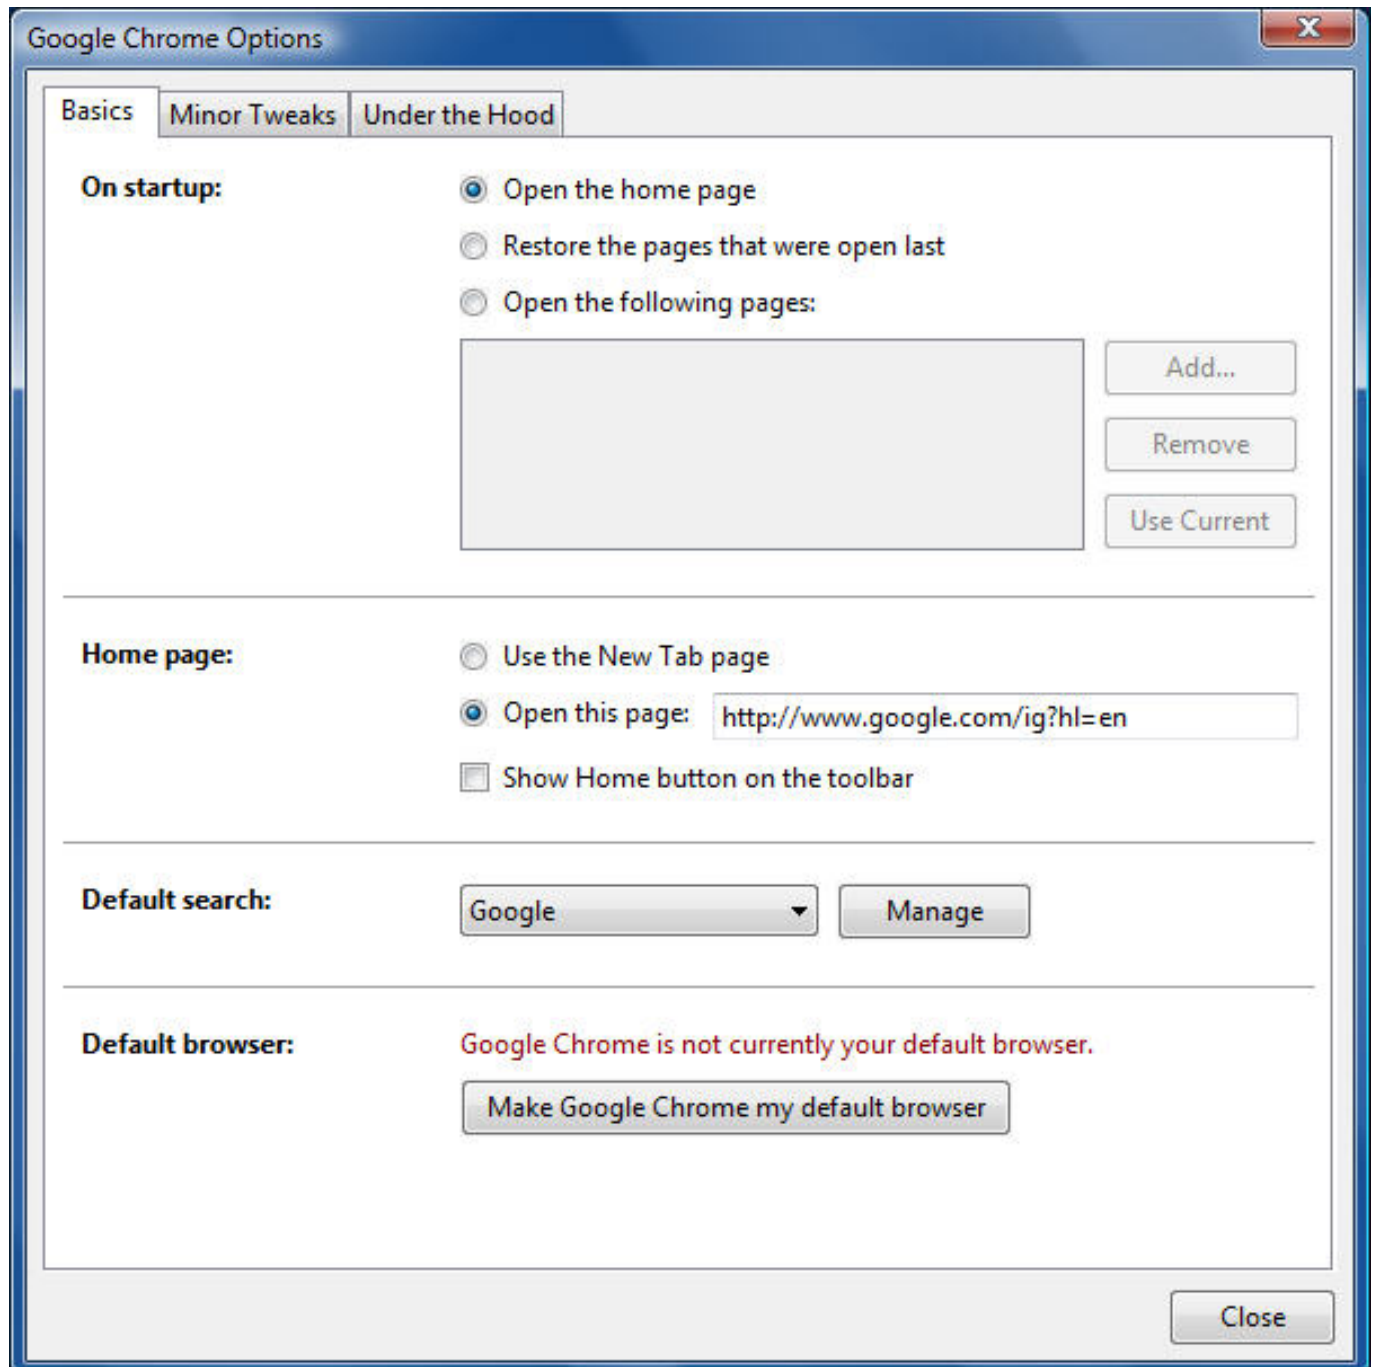 Google Chrome Options
Basics Minor Tweaks Under the Hood
On startup: Open the home page
Restore the pages that were open last
Open the following pages:
Add...
Remove
Use Current
Home page: Use the New Tab page
Open this page: http://www.google.com/ig?hl=en
Show Home button on the toolbar
Default search: Google Manage
Default browser: Google Chrome is not currently your default browser.
Make Google Chrome my default browser
Close